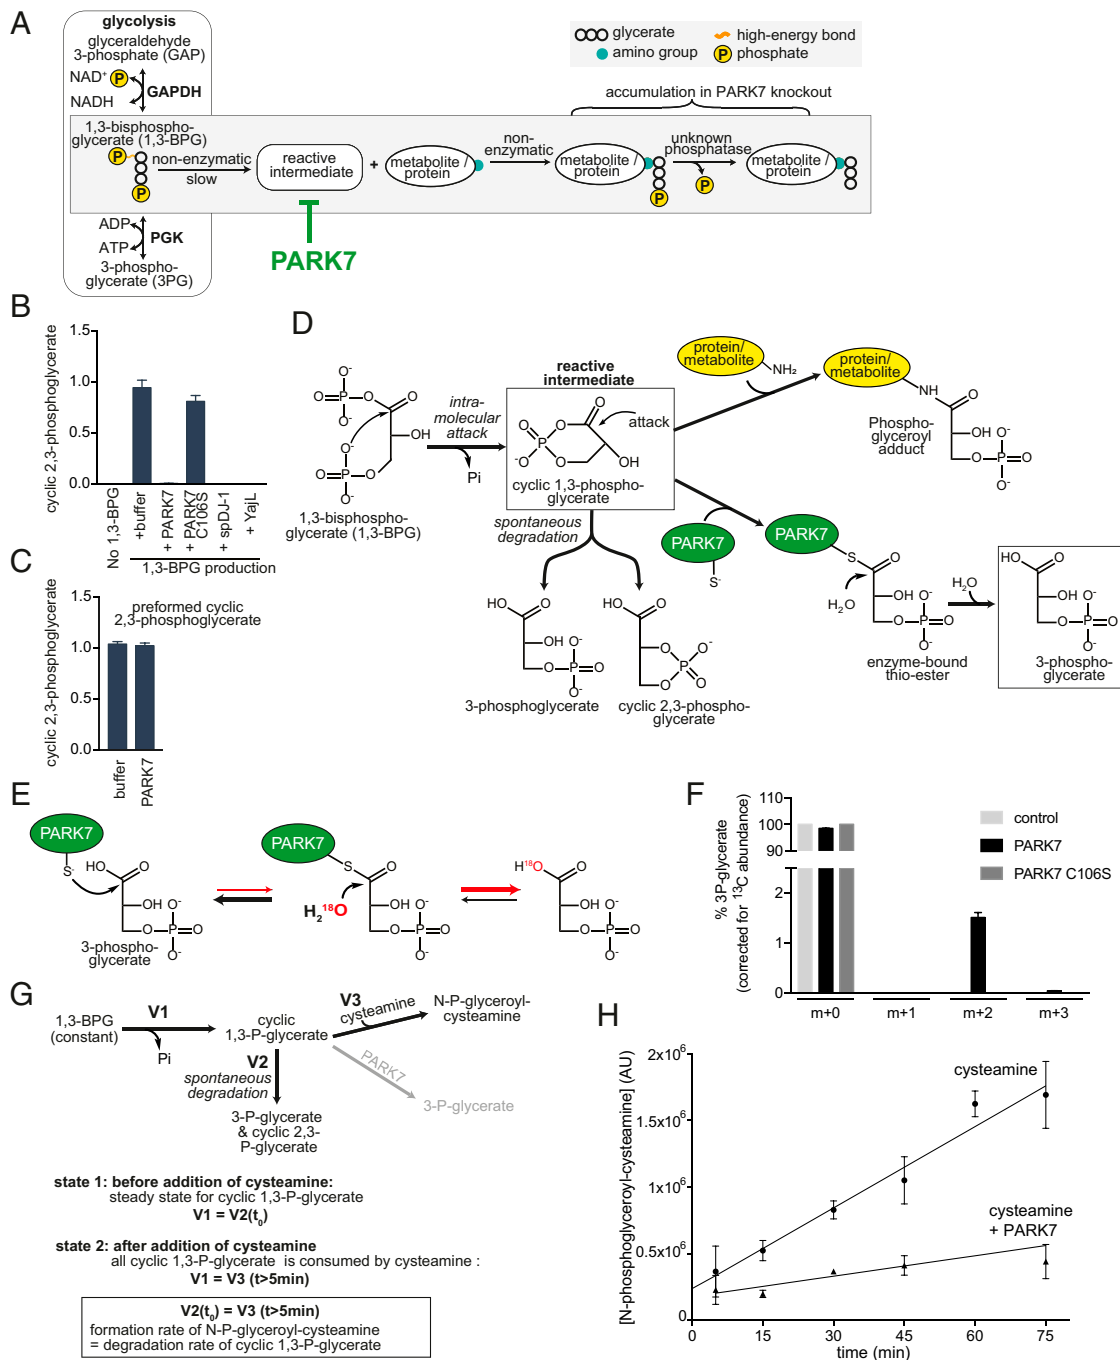 A
glycolysis
glyceraldehyde
3-phosphate (GAP)
NAD+ P
NADH
GAPDH
1,3-bisphospho-
glycerate (1,3-BPG)
P
P
non-enzymatic
slow
reactive
intermediate
+
metabolite /
protein
non-
enzymatic
metabolite /
protein
P
unknown
phosphatase
P
metabolite /
protein
accumulation in PARK7 knockout
glycerate
amino group
high-energy bond
P phosphate
ADP
ATP
PGK
3-phospho-
glycerate (3PG)
PARK7
B
cyclic 2,3-phosphoglycerate
1.5
1.0
0.5
0.0
No 1,3-BPG
+buffer
+ PARK7
+ PARK7
C106S
+ spDJ-1
+ YajL
1,3-BPG production
C
cyclic 2,3-phosphoglycerate
preformed cyclic
2,3-phosphoglycerate
1.5
1.0
0.5
0.0
buffer
PARK7
D
1,3-bisphospho-
glycerate (1,3-BPG)
intra-
molecular
attack
Pi
reactive
intermediate
attack
cyclic 1,3-phospho-
glycerate
spontaneous
degradation
3-phosphoglycerate
cyclic 2,3-phospho-
glycerate
protein/
metabolite
NH2
protein/
metabolite
NH
Phospho-
glyceroyl
adduct
PARK7
S-
PARK7
S
H2O
enzyme-bound
thio-ester
H2O
3-phospho-
glycerate
E
PARK7
S-
3-phospho-
glycerate
PARK7
S
H2 18O
H18O
F
% 3P-glycerate
(corrected for 13C abundance)
110
100
90
2
1
0
m+0
m+1
m+2
m+3
control
PARK7
PARK7 C106S
G
1,3-BPG
(constant)
V1
Pi
cyclic
1,3-P-glycerate
V3
cysteamine
N-P-glyceroyl-
cysteamine
V2
spontaneous
degradation
PARK7
3-P-glycerate
3-P-glycerate
& cyclic 2,3-
P-glycerate
state 1: before addition of cysteamine:
steady state for cyclic 1,3-P-glycerate
V1 = V2(t0)
state 2: after addition of cysteamine
all cyclic 1,3-P-glycerate is consumed by cysteamine :
V1 = V3 (t>5min)
V2(t0) = V3 (t>5min)
formation rate of N-P-glyceroyl-cysteamine
= degradation rate of cyclic 1,3-P-glycerate
H
[N-phosphoglyceroyl-cysteamine] (AU)
2x10^6
1.5x10^6
1x10^6
0.5x10^6
0
0
15
30
45
60
75
time (min)
cysteamine
cysteamine
+ PARK7